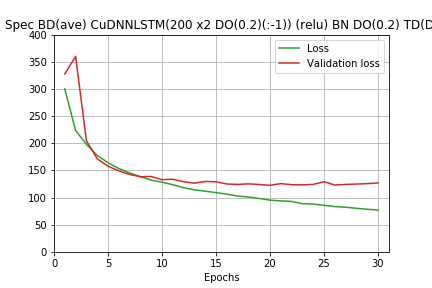 Spec BD(ave) CuDNNLSTM(200 x2 DO(0.2)(:-1)) (relu) BN DO(0.2) TD(D
400
350
300
250
200
150
100
50
0
Loss
Validation loss
0 5 10 15 20 25 30
Epochs